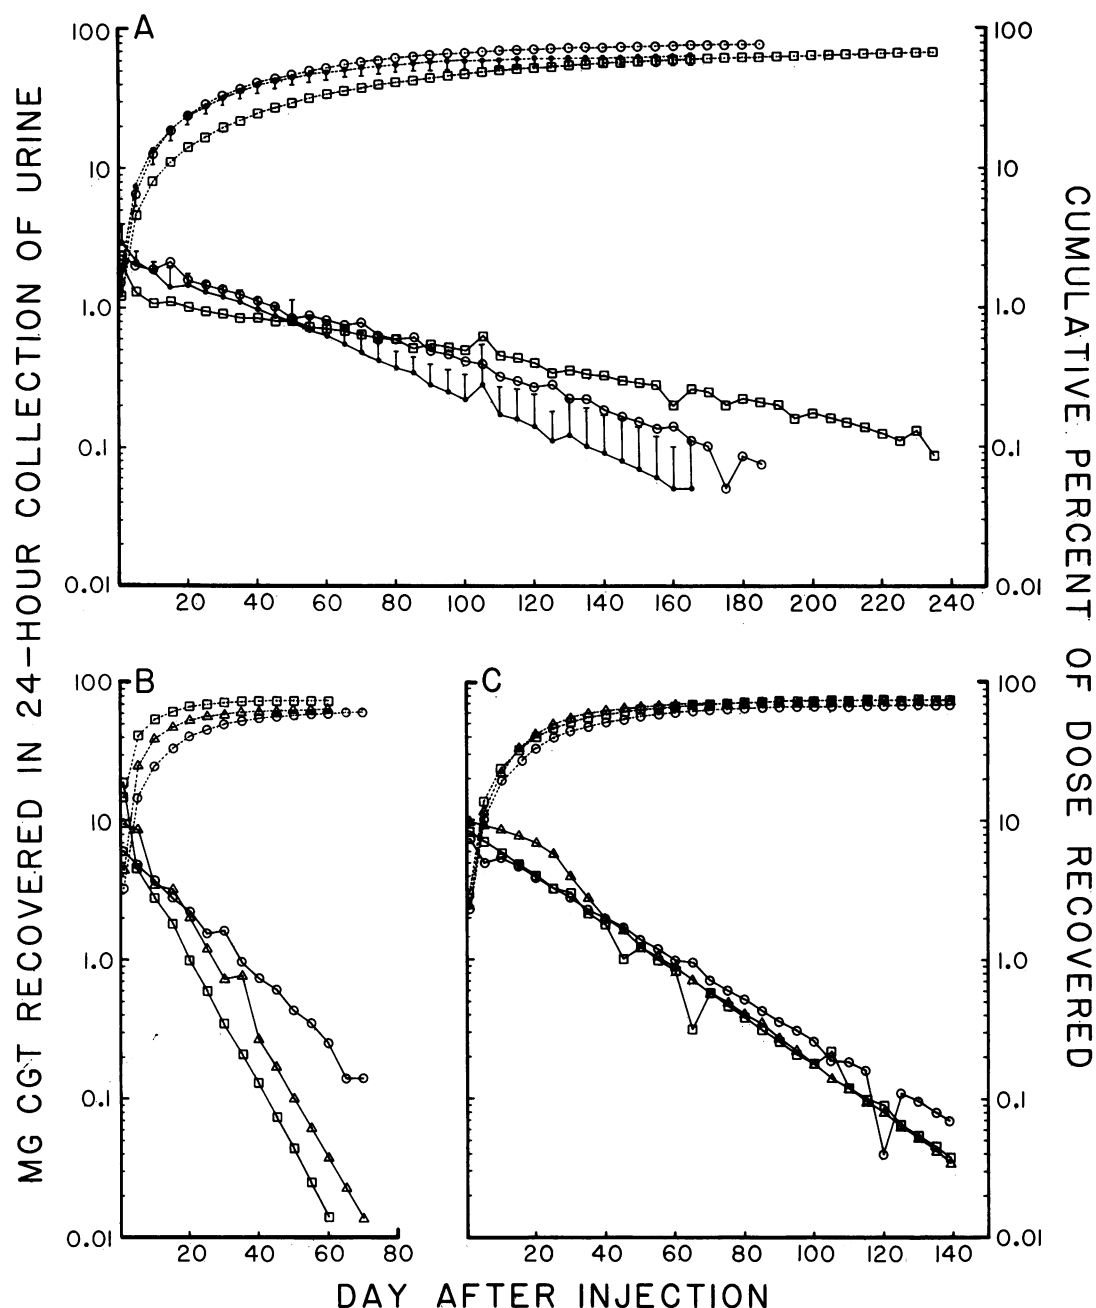 MG CGT RECOVERED IN 24-HOUR COLLECTION OF URINE
CUMULATIVE PERCENT OF DOSE RECOVERED
A
100
10
1.0
0.1
0.01
100
10
1.0
0.1
0.01
20 40 60 80 100 120 140 160 180 200 220 240
B
100
10
1.0
0.1
0.01
20 40 60 80
C
100
10
1.0
0.1
0.01
20 40 60 80 100 120 140
DAY AFTER INJECTION